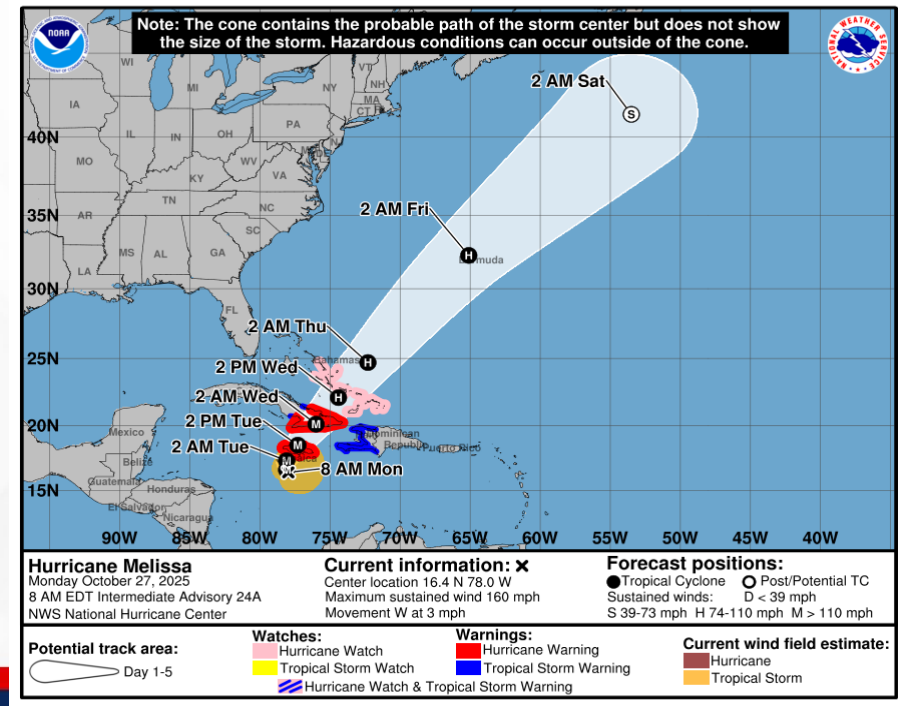 Note: The cone contains the probable path of the storm center but does not show
the size of the storm. Hazardous conditions can occur outside of the cone.
NOAA
NATIONAL WEATHER SERVICE
WI
VT
NH
MI
NY
MA
CT
IA
PA
IL
IN
OH
2 AM Sat
S
40N
MO
WV
KY
VA
TN
NC
AR
SC
35N
2 AM Fri
MS
AL
GA
H
Bermuda
LA
30N
FL
2 AM Thu
25N
Bahamas
H
2 PM Wed
H
2 AM Wed
M
20N
2 PM Tue
M
Dominican
Republic
Puerto Rico
Mexico
2 AM Tue
M
8 AM Mon
Belize
Guatemala
Honduras
15N
El Salvador
Nicaragua
90W 85W 80W 75W 70W 65W 60W 55W 50W 45W 40W
Hurricane Melissa
Monday October 27, 2025
8 AM EDT Intermediate Advisory 24A
NWS National Hurricane Center
Current information: ×
Center location 16.4 N 78.0 W
Maximum sustained wind 160 mph
Movement W at 3 mph
Forecast positions:
Tropical Cyclone Post/Potential TC
Sustained winds: D < 39 mph
S 39-73 mph H 74-110 mph M > 110 mph
Potential track area:
Day 1-5
Watches:
Hurricane Watch
Tropical Storm Watch
Warnings:
Hurricane Warning
Tropical Storm Warning
Hurricane Watch & Tropical Storm Warning
Current wind field estimate:
Hurricane
Tropical Storm